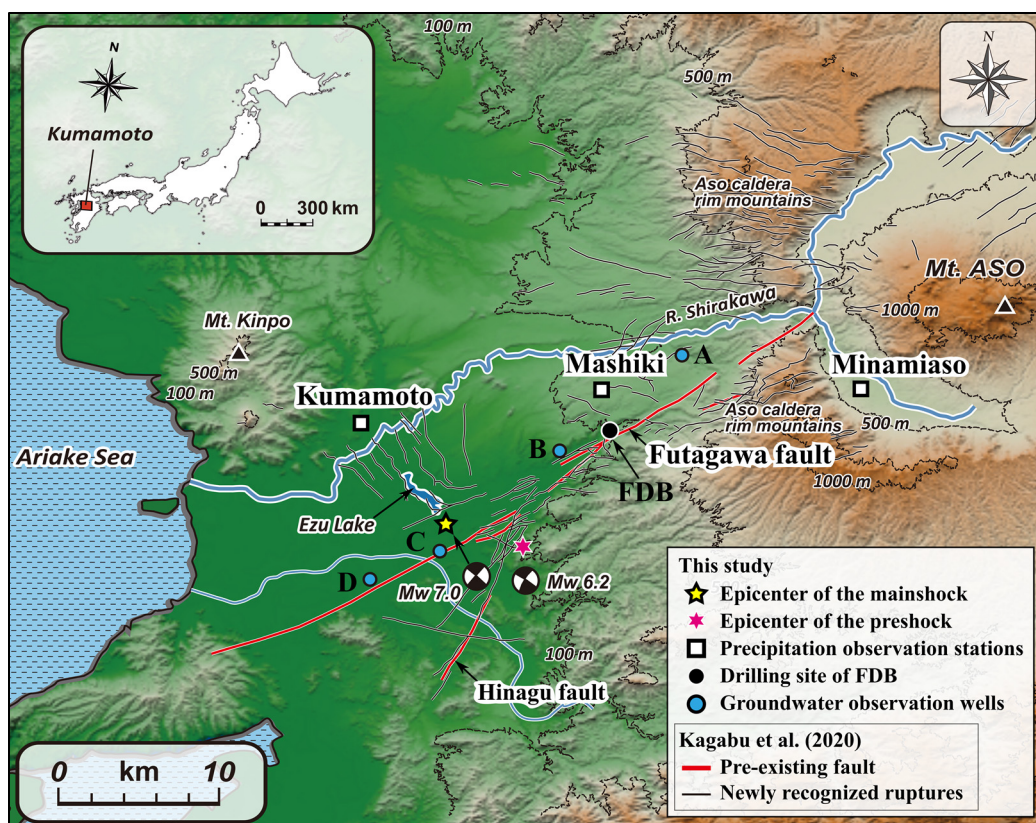 N
Kumamoto
0 300 km
100 m
500 m
N
Aso caldera
rim mountains
Mt. ASO
1000 m
R. Shirakawa
Mt. Kinpo
500 m
100 m
A
Mashiki
Minamiaso
Kumamoto
Aso caldera
rim mountains
500 m
B
Futagawa fault
Ariake Sea
1000 m
FDB
Ezu Lake
C
D
Mw 7.0
Mw 6.2
100 m
Hinagu fault
This study
Epicenter of the mainshock
Epicenter of the preshock
Precipitation observation stations
Drilling site of FDB
Groundwater observation wells
Kagabu et al. (2020)
Pre-existing fault
Newly recognized ruptures
0 km 10